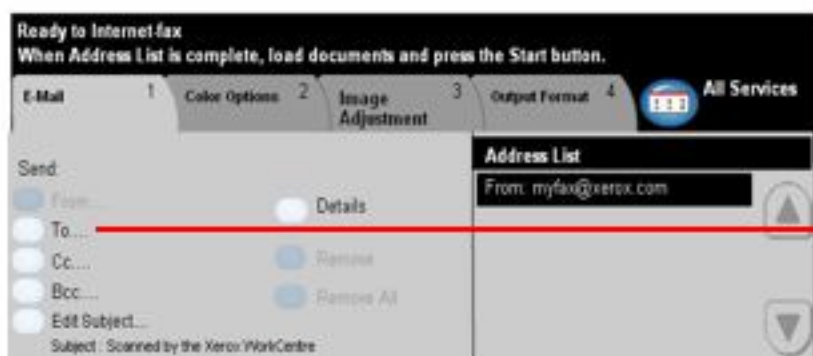 Ready to Internet-fax
When Address List is complete, load documents and press the Start button.
E-Mail 1
Color Options 2
Image Adjustment 3
Output Format 4
All Services
Send:
From...
To....
Cc....
Bcc....
Edit Subject...
Subject : Scanned by the Xerox WorkCentre
Details
Remove
Remove All
Address List
From: myfax@xerox.com